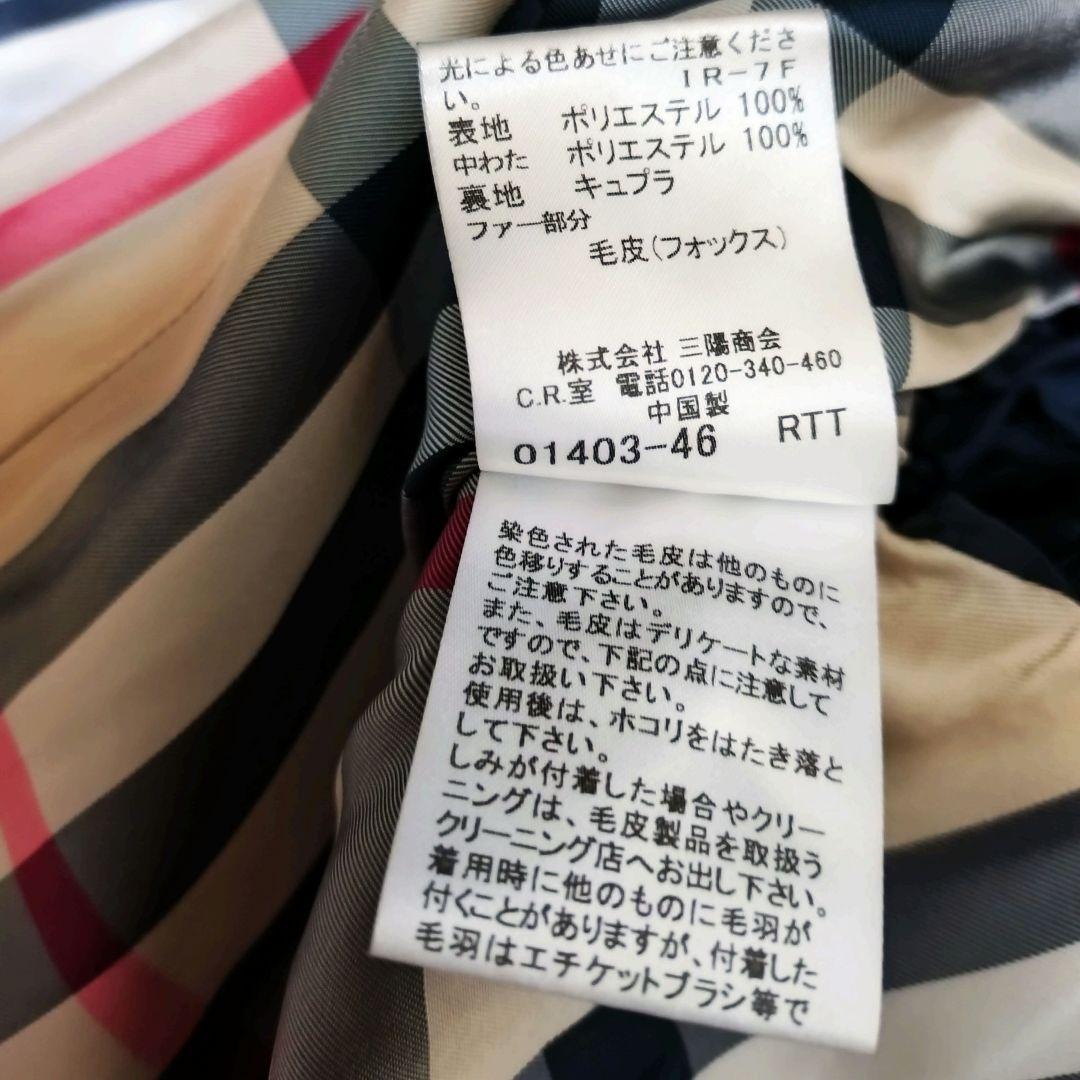 光による色あせにご注意くださ
い。
IR-7F
表地 ポリエステル 100%
中わた ポリエステル 100%
裏地 キュプラ
ファー部分
毛皮(フォックス)
株式会社 三陽商会
C.R.室 電話0120-340-460
中国製
01403-46 RTT
染色された毛皮は他のものに
色移りすることがありますので、
ご注意下さい。
また、毛皮はデリケートな素材
ですので、下記の点に注意して
お取扱い下さい。
使用後は、ホコリをはたき落と
して下さい。
しみが付着した場合やクリー
ニングは、毛皮製品を取扱う
クリーニング店へお出し下さい。
着用時に他のものに毛羽が
付くことがありますが、付着した
毛羽はエチケットブラシ等で